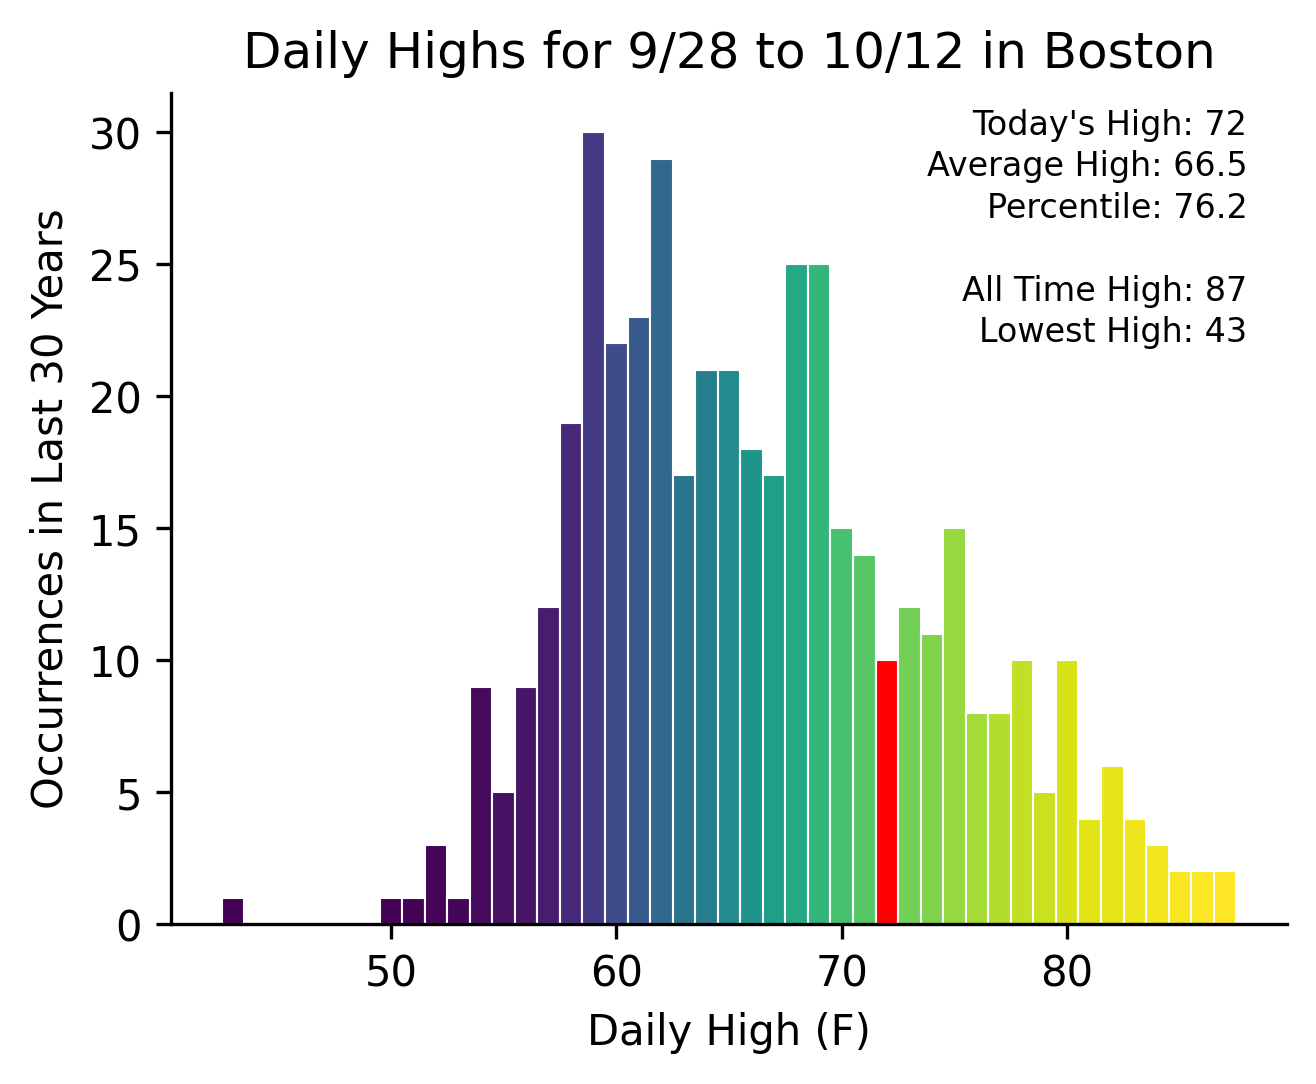 Daily Highs for 9/28 to 10/12 in Boston
Today's High: 72
Average High: 66.5
Percentile: 76.2
All Time High: 87
Lowest High: 43
Occurrences in Last 30 Years
30
25
20
15
10
5
0
50 60 70 80
Daily High (F)